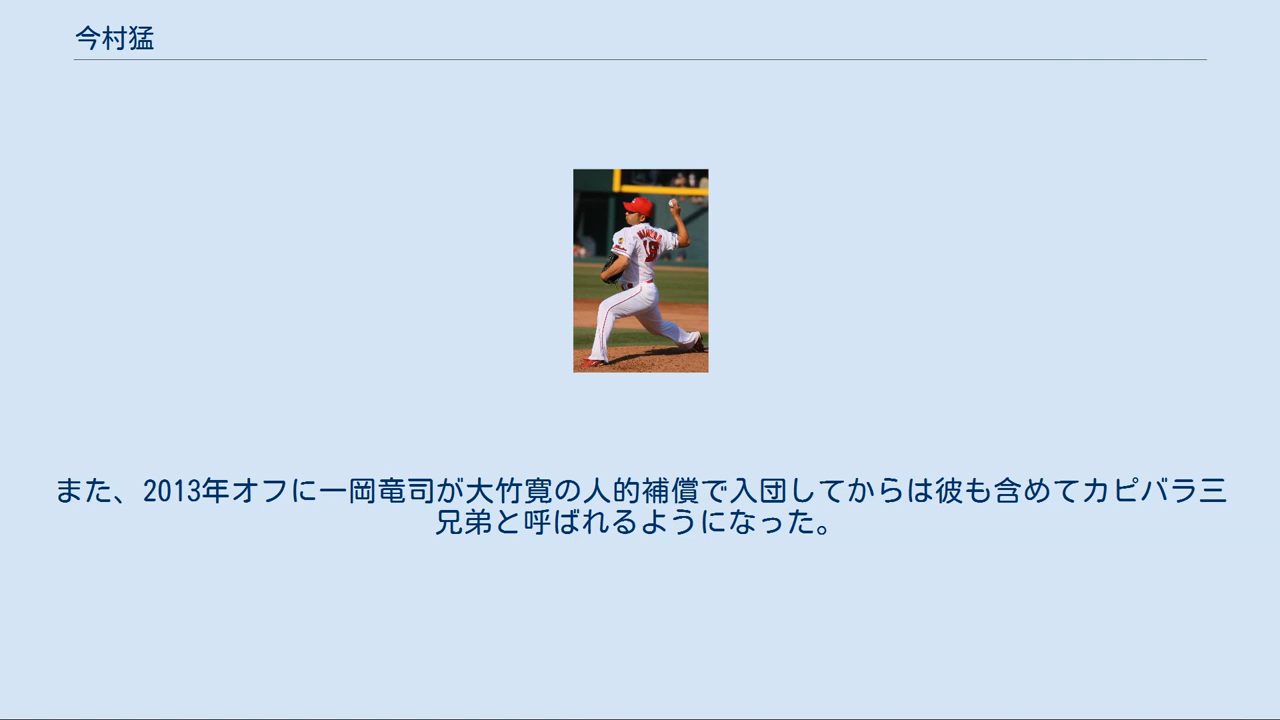 今村猛
また、2013年オフに一岡竜司が大竹寛の人的補償で入団してからは彼も含めてカピバラ三
兄弟と呼ばれるようになった。